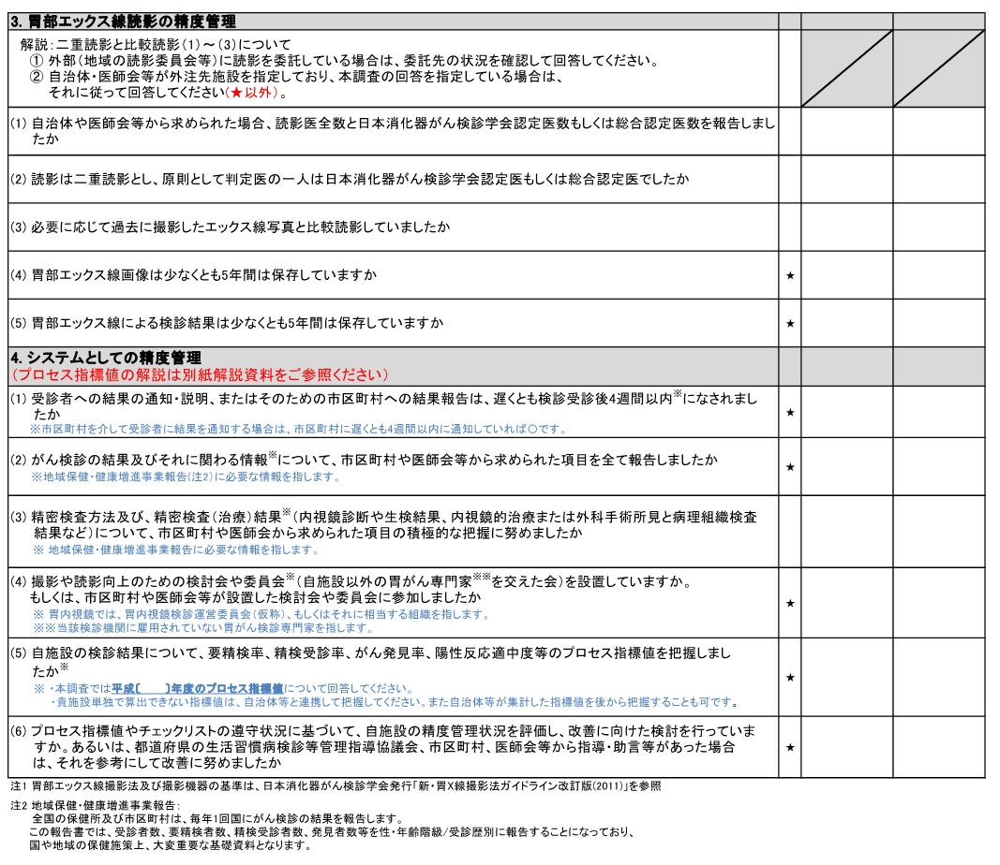 3. 胃部エックス線読影の精度管理
解説：二重読影と比較読影（1）～（3）について
① 外部（地域の読影委員会等）に読影を委託している場合は、委託先の状況を確認して回答してください。
② 自治体・医師会等が外注先施設を指定しており、本調査の回答を指定している場合は、
それに従って回答してください(★以外) 。
(1) 自治体や医師会等から求められた場合、読影医全数と日本消化器がん検診学会認定医数もしくは総合認定医数を報告しまし
たか
(2) 読影は二重読影とし、原則として判定医の一人は日本消化器がん検診学会認定医もしくは総合認定医でしたか
(3) 必要に応じて過去に撮影したエックス線写真と比較読影していましたか
(4) 胃部エックス線画像は少なくとも5年間は保存していますか ★
(5) 胃部エックス線による検診結果は少なくとも5年間は保存していますか ★
4. システムとしての精度管理
（プロセス指標値の解説は別紙解説資料をご参照ください）
(1) 受診者への結果の通知・説明、またはそのための市区町村への結果報告は、遅くとも検診受診後4週間以内※になされまし
たか ★
※市区町村を介して受診者に結果を通知する場合は、市区町村に遅くとも4週間以内に通知していれば○です。
(2) がん検診の結果及びそれに関わる情報※について、市区町村や医師会等から求められた項目を全て報告しましたか ★
※地域保健・健康増進事業報告(注2)に必要な情報を指します。
(3) 精密検査方法及び、精密検査（治療）結果※（内視鏡診断や生検結果、内視鏡的治療または外科手術所見と病理組織検査
結果など）について、市区町村や医師会から求められた項目の積極的な把握に努めましたか
※ 地域保健・健康増進事業報告に必要な情報を指します。
(4) 撮影や読影向上のための検討会や委員会※（自施設以外の胃がん専門家※※を交えた会）を設置していますか。
もしくは、市区町村や医師会等が設置した検討会や委員会に参加しましたか ★
※ 胃内視鏡では、胃内視鏡検診運営委員会（仮称）、もしくはそれに相当する組織を指します。
※※当該検診機関に雇用されていない胃がん検診専門家を指します。
(5) 自施設の検診結果について、要精検率、精検受診率、がん発見率、陽性反応適中度等のプロセス指標値を把握しまし
たか※ ★
※ ・本調査では平成〔　　〕年度のプロセス指標値について回答してください。
・貴施設単独で算出できない指標値は、自治体等と連携して把握してください。また自治体等が集計した指標値を後から把握することも可です。
(6) プロセス指標値やチェックリストの遵守状況に基づいて、自施設の精度管理状況を評価し、改善に向けた検討を行っていま
すか。あるいは、都道府県の生活習慣病検診等管理指導協議会、市区町村、医師会等から指導・助言等があった場合 ★
は、それを参考にして改善に努めましたか
注1 胃部エックス線撮影法及び撮影機器の基準は、日本消化器がん検診学会発行「新・胃X線撮影法ガイドライン改訂版(2011)」を参照
注2 地域保健・健康増進事業報告：
全国の保健所及び市区町村は、毎年1回国にがん検診の結果を報告します。
この報告書では、受診者数、要精検者数、精検受診者数、発見者数等を性・年齢階級/受診歴別に報告することになっており、
国や地域の保健施策上、大変重要な基礎資料となります。